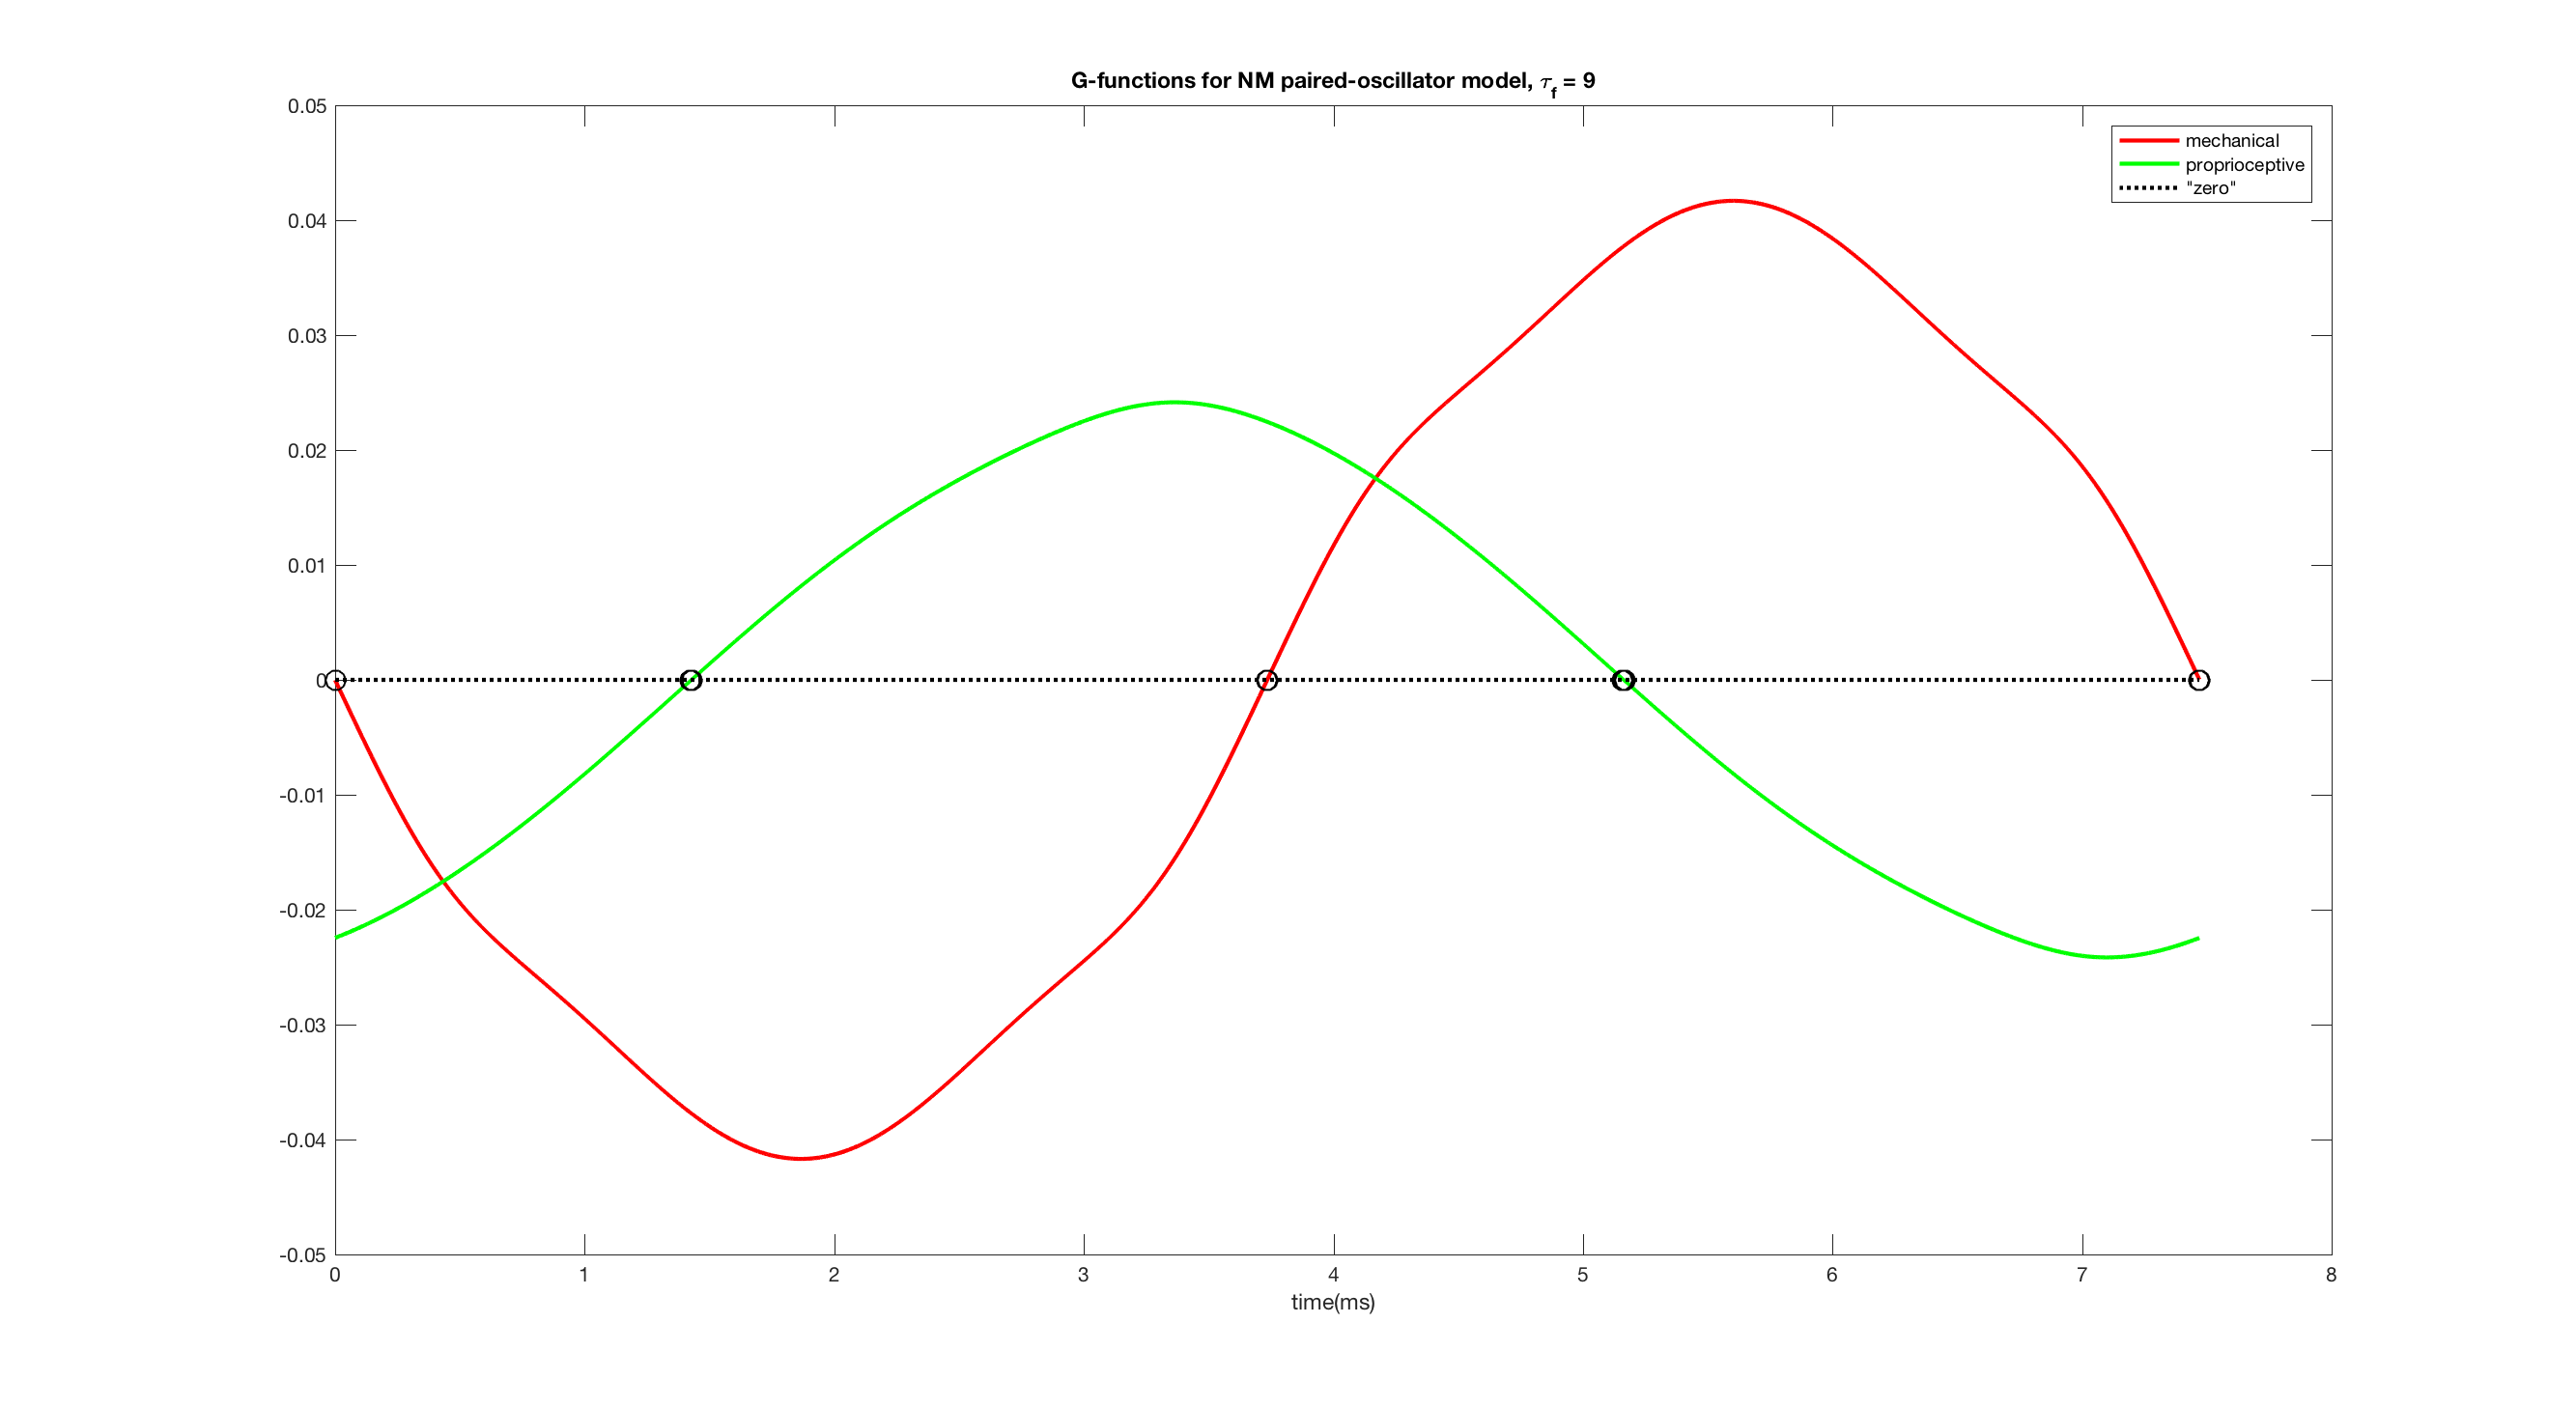 G-functions for NM paired-oscillator model, τf = 9
0.05
0.04
0.03
0.02
0.01
0
-0.01
-0.02
-0.03
-0.04
-0.05
0 1 2 3 4 5 6 7 8
time(ms)
mechanical
proprioceptive
"zero"